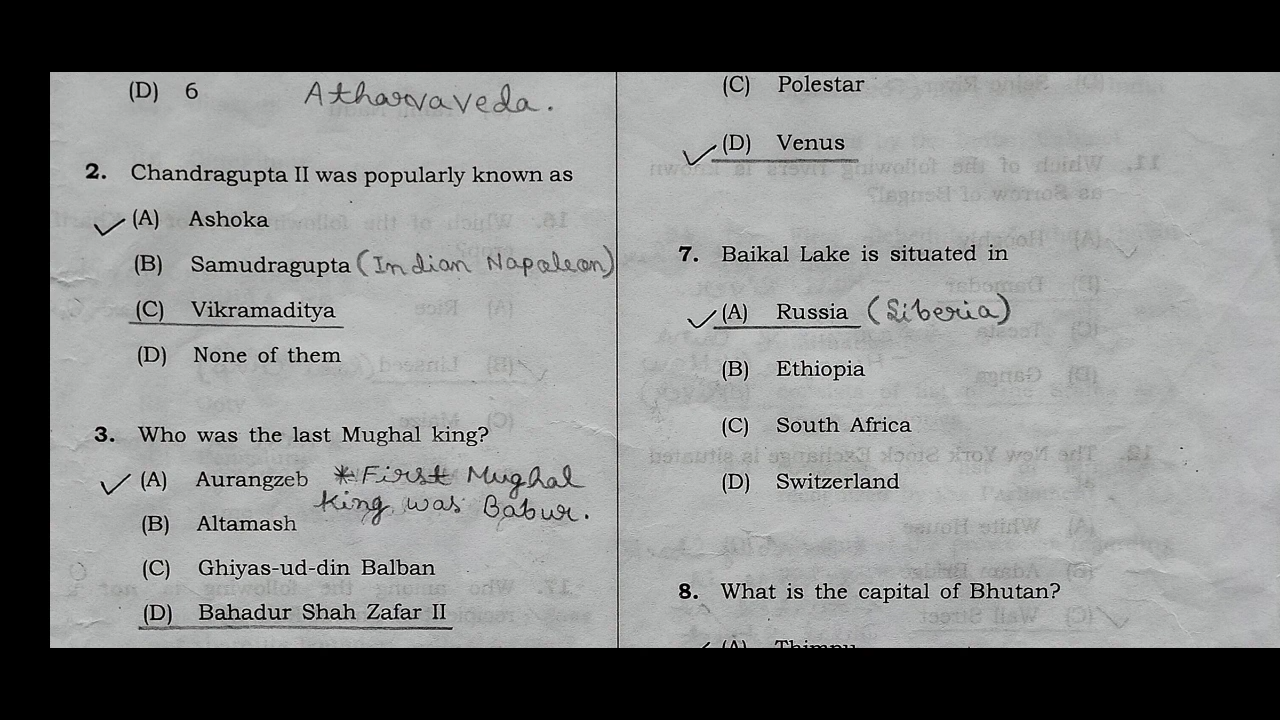 (D) 6 Atharvaveda.
2. Chandragupta II was popularly known as
(A) Ashoka
(B) Samudragupta (Indian Napoleon)
(C) Vikramaditya
(D) None of them
3. Who was the last Mughal king?
(A) Aurangzeb *First Mughal
king was Babur.
(B) Altamash
(C) Ghiyas-ud-din Balban
(D) Bahadur Shah Zafar II
(C) Polestar
(D) Venus
7. Baikal Lake is situated in
(A) Russia (Siberia)
(B) Ethiopia
(C) South Africa
(D) Switzerland
8. What is the capital of Bhutan?
(A) Thimpu